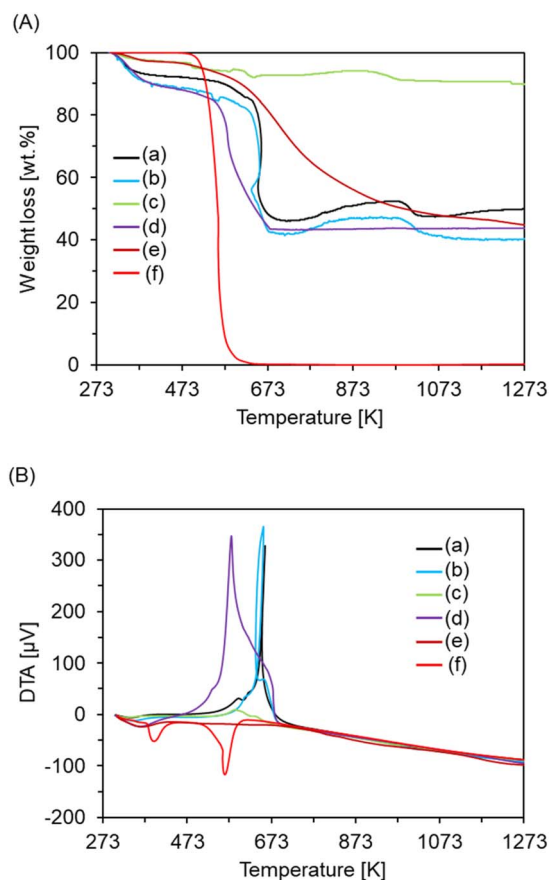 (A)
100
80
60
40
20
0
Weight loss [wt.%]
(a)
(b)
(c)
(d)
(e)
(f)
273 473 673 873 1073 1273
Temperature [K]
(B)
400
300
200
100
0
-100
-200
DTA [µV]
(a)
(b)
(c)
(d)
(e)
(f)
273 473 673 873 1073 1273
Temperature [K]